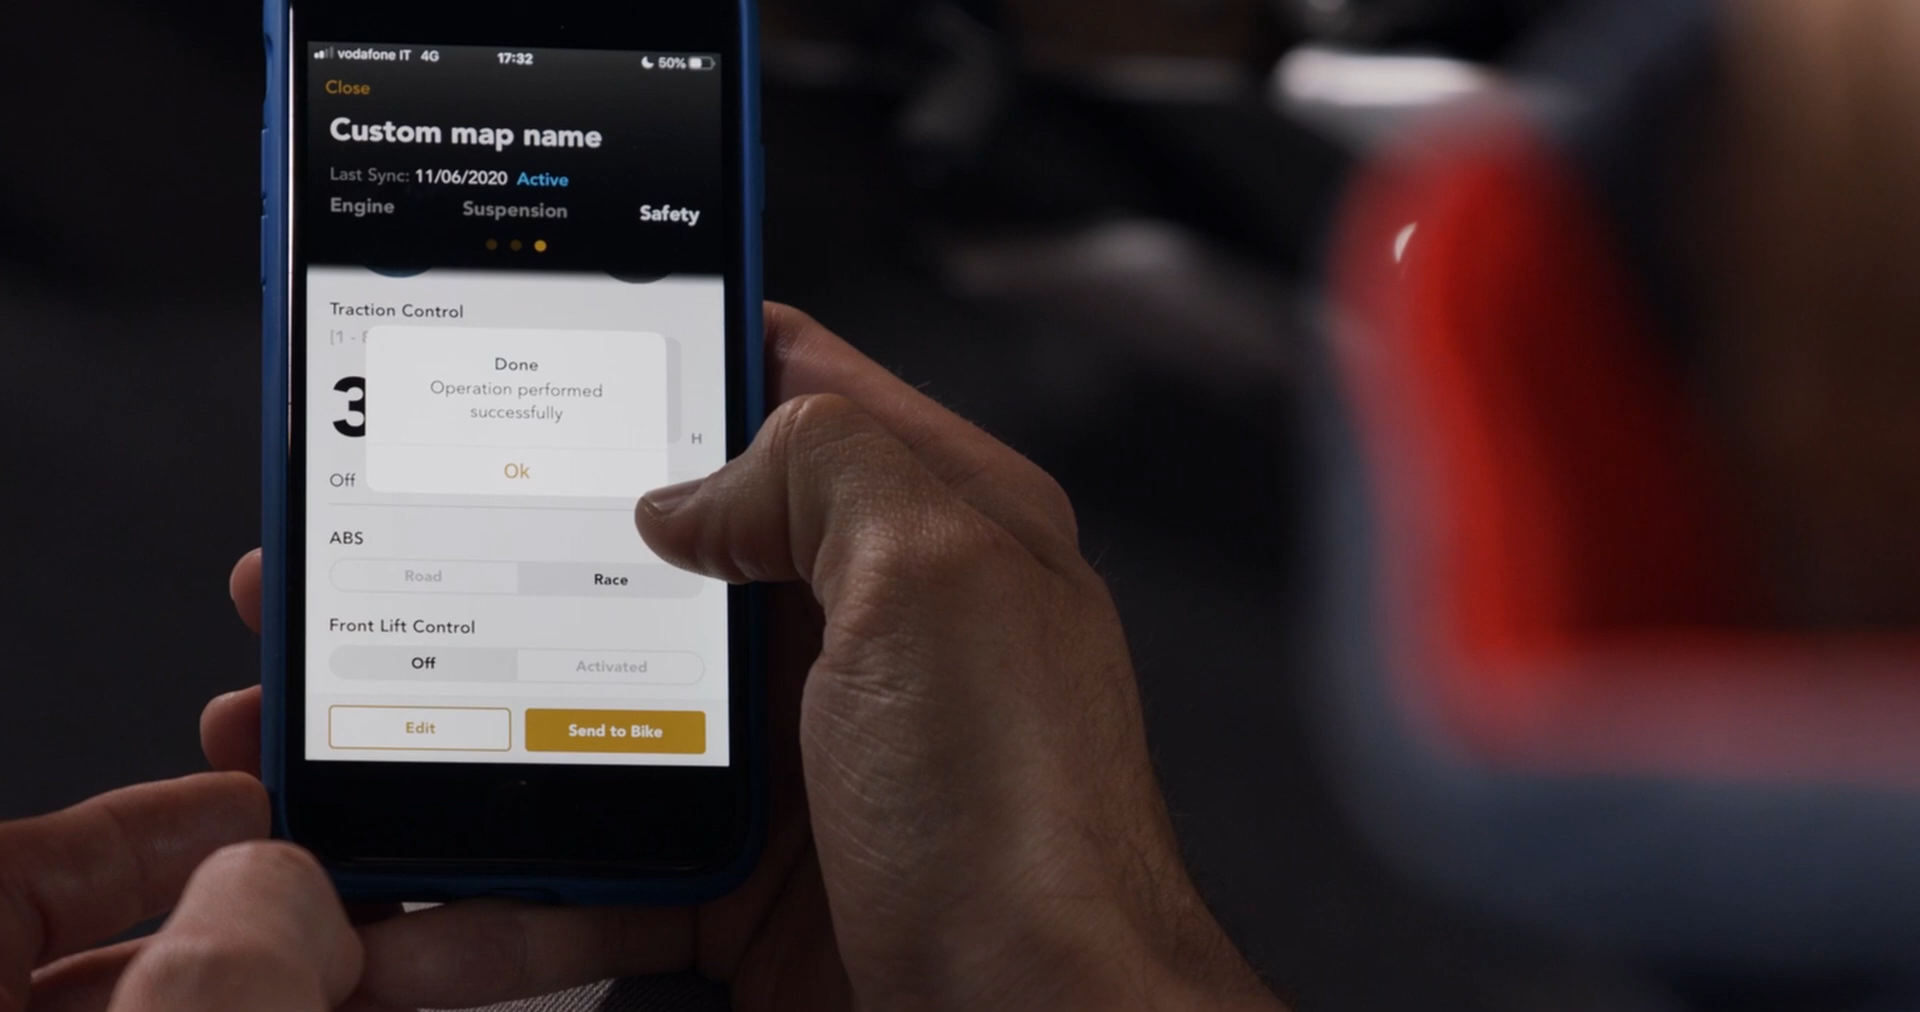 vodafone IT 4G 17:32 50%
Close
Custom map name
Last Sync: 11/06/2020 Active
Engine Suspension Safety
Traction Control
[1 -
Done
Operation performed
successfully
3
H
Ok
Off
ABS
Road Race
Front Lift Control
Off Activated
Edit Send to Bike